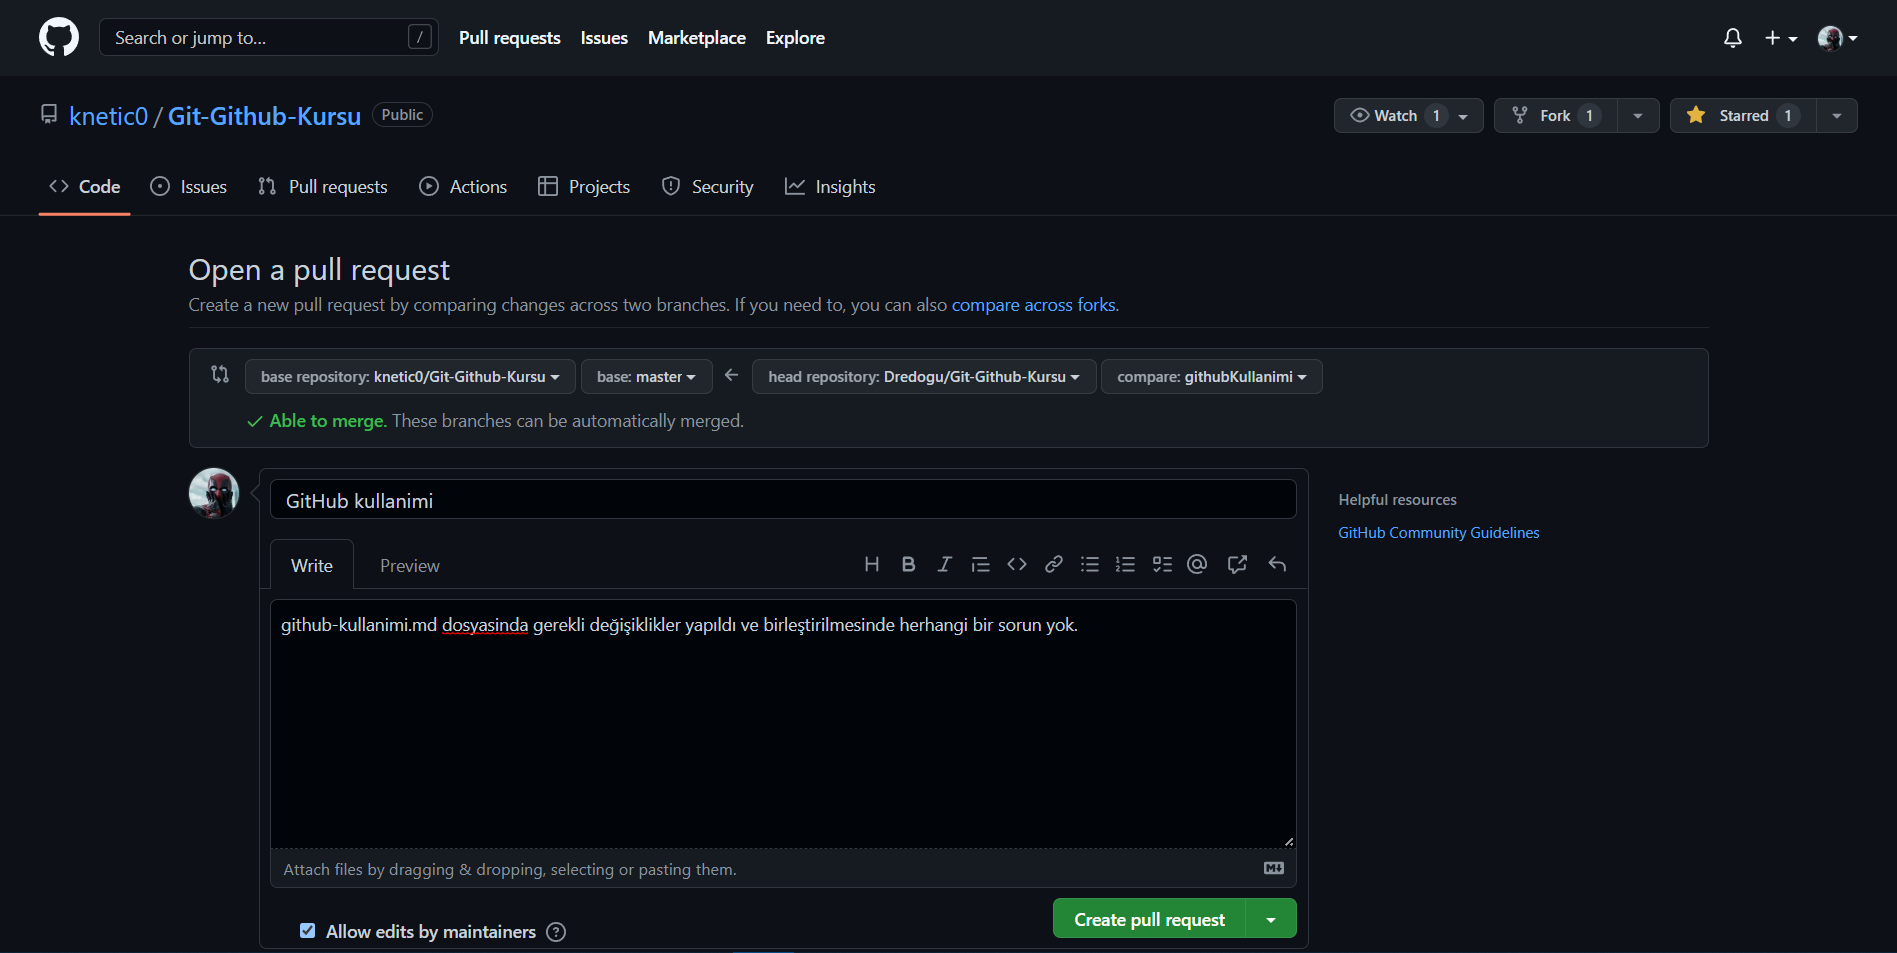 Search or jump to... / Pull requests Issues Marketplace Explore
knetic0 / Git-Github-Kursu Public Watch 1 Fork 1 Starred 1
Code Issues Pull requests Actions Projects Security Insights
Open a pull request
Create a new pull request by comparing changes across two branches. If you need to, you can also compare across forks.
base repository: knetic0/Git-Github-Kursu base: master head repository: Dredogu/Git-Github-Kursu compare: githubKullanimi
Able to merge. These branches can be automatically merged.
GitHub kullanimi
Helpful resources
GitHub Community Guidelines
Write Preview
github-kullanimi.md dosyasinda gerekli değişiklikler yapıldı ve birleştirilmesinde herhangi bir sorun yok.
Attach files by dragging & dropping, selecting or pasting them.
Allow edits by maintainers
Create pull request